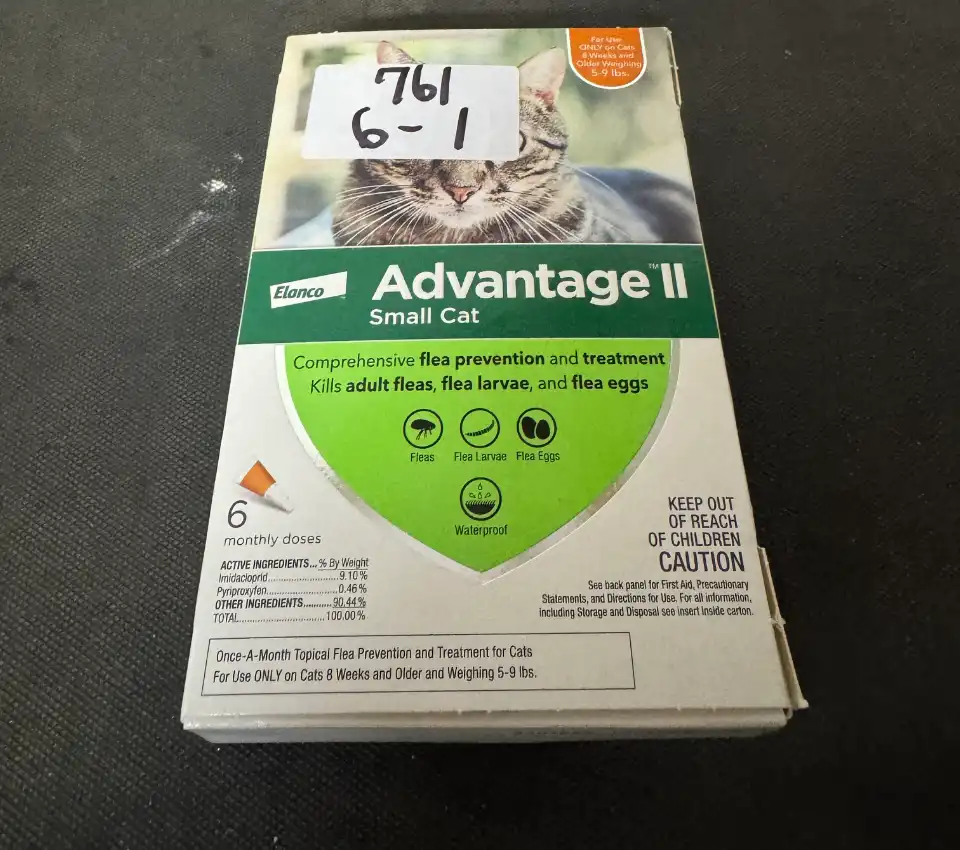 For Use
ONLY on Cats
8 Weeks and
Older Weighing
5-9 lbs.
761
6-1
Elanco
Advantage™ II
Small Cat
Comprehensive flea prevention and treatment
Kills adult fleas, flea larvae, and flea eggs
Fleas
Flea Larvae
Flea Eggs
Waterproof
6
monthly doses
ACTIVE INGREDIENTS... % By Weight
Imidacloprid....................9.10%
Pyriproxyfen....................0.46%
OTHER INGREDIENTS...........90.44%
TOTAL.........................100.00%
KEEP OUT
OF REACH
OF CHILDREN
CAUTION
See back panel for First Aid, Precautionary
Statements, and Directions for Use. For all information,
including Storage and Disposal see insert inside carton.
Once-A-Month Topical Flea Prevention and Treatment for Cats
For Use ONLY on Cats 8 Weeks and Older and Weighing 5-9 lbs.